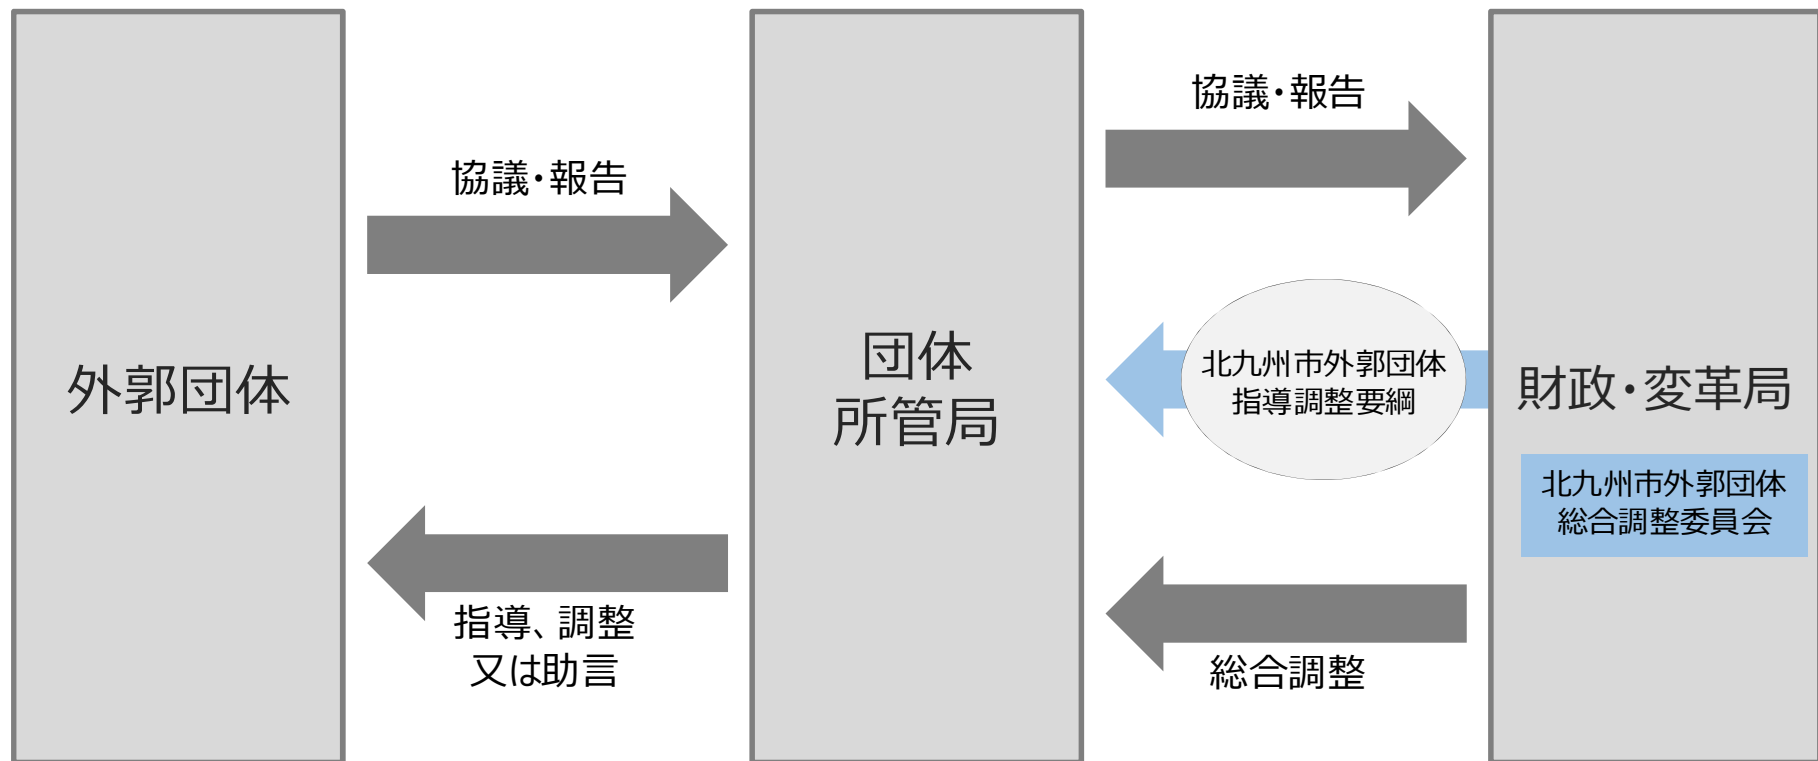 外郭団体
協議・報告
指導、調整
又は助言
団体
所管局
協議・報告
北九州市外郭団体
指導調整要綱
総合調整
財政・変革局
北九州市外郭団体
総合調整委員会